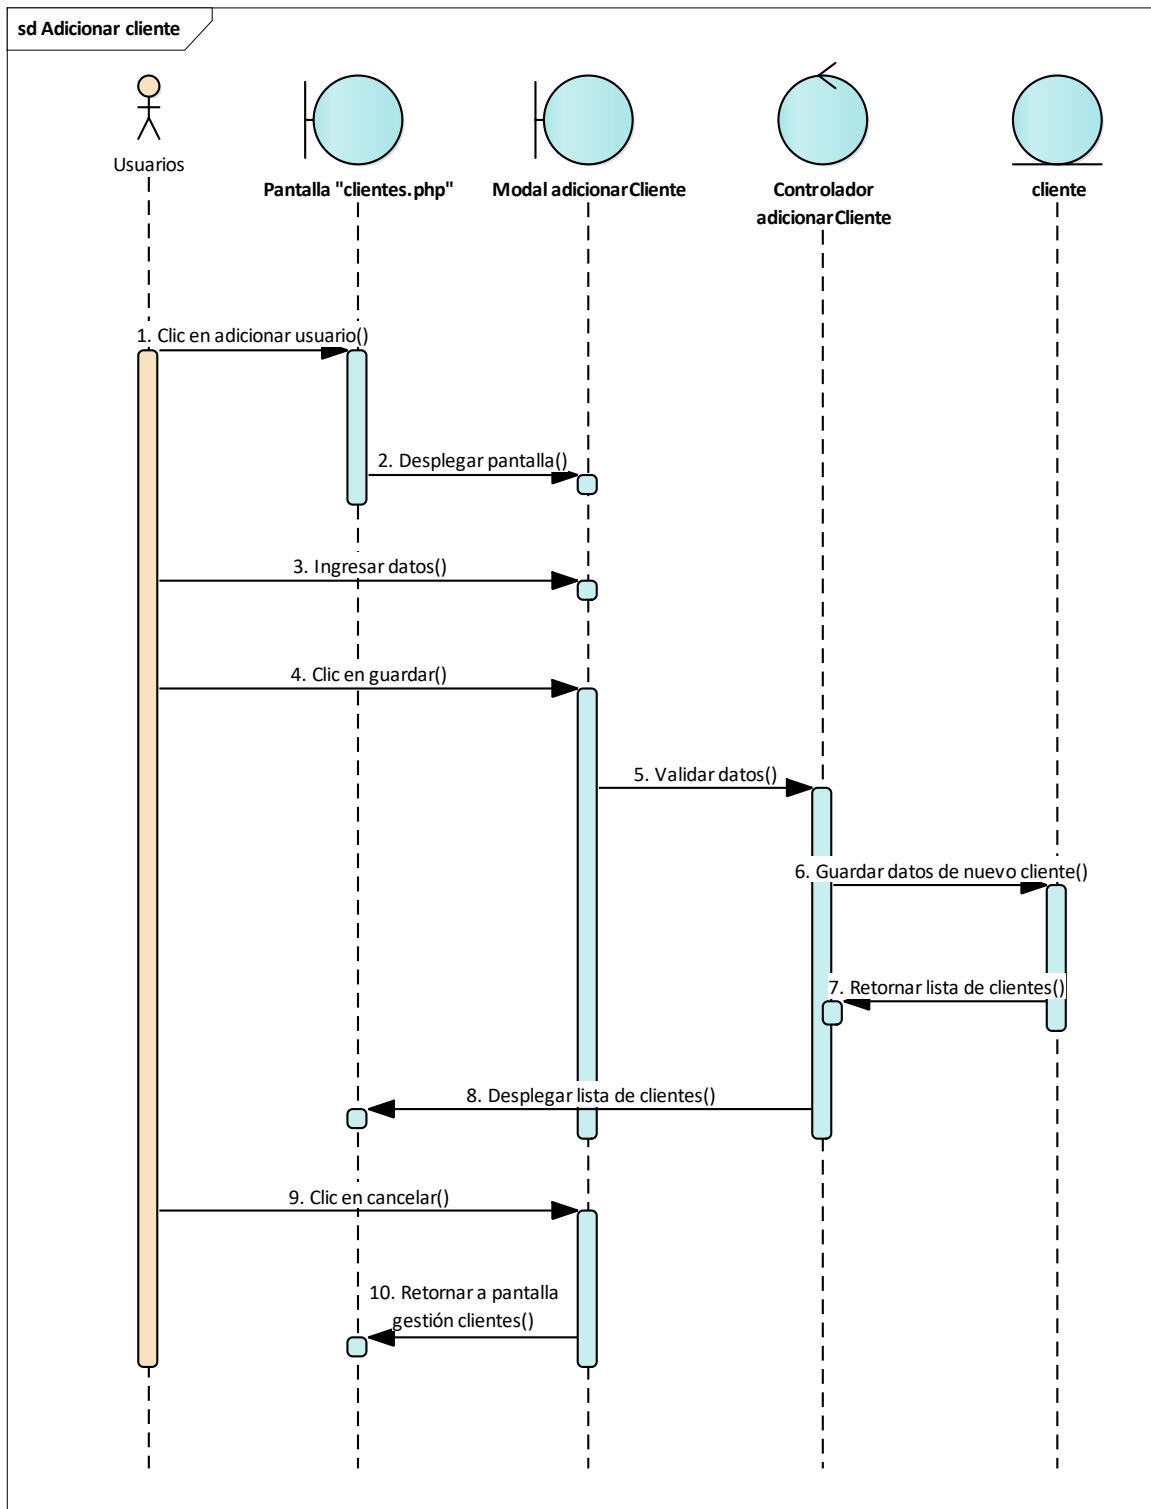 sd Adicionar cliente
Usuarios
Pantalla "clientes.php"
Modal adicionarCliente
Controlador
adicionarCliente
cliente
1. Clic en adicionar usuario()
2. Desplegar pantalla()
3. Ingresar datos()
4. Clic en guardar()
5. Validar datos()
6. Guardar datos de nuevo cliente()
7. Retornar lista de clientes()
8. Desplegar lista de clientes()
9. Clic en cancelar()
10. Retornar a pantalla
gestión clientes()